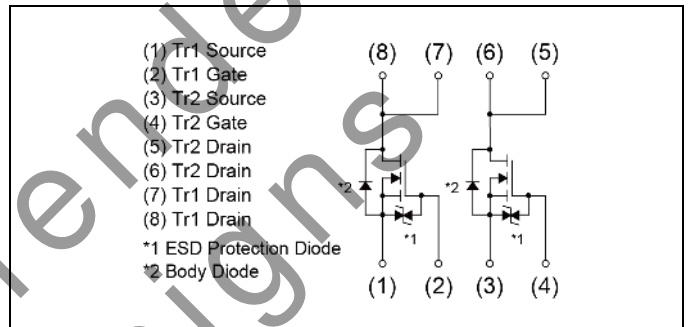 (1) Tr1 Source
(2) Tr1 Gate
(3) Tr2 Source
(4) Tr2 Gate
(5) Tr2 Drain
(6) Tr2 Drain
(7) Tr1 Drain
(8) Tr1 Drain
*1 ESD Protection Diode
*2 Body Diode
(8) (7) (6) (5)
*2 *2
*1 *1
(1) (2) (3) (4)